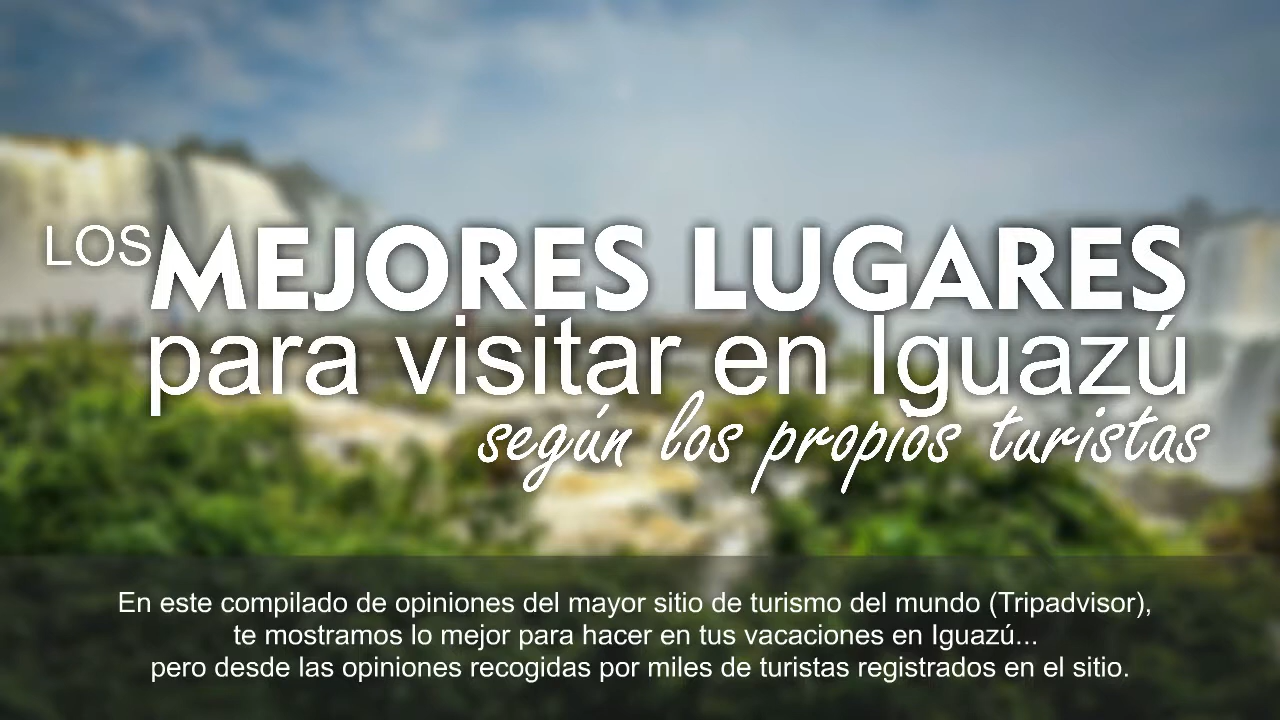 LOS MEJORES LUGARES
para visitar en Iguazú
según los propios turistas
En este compilado de opiniones del mayor sitio de turismo del mundo (Tripadvisor),
te mostramos lo mejor para hacer en tus vacaciones en Iguazú...
pero desde las opiniones recogidas por miles de turistas registrados en el sitio.